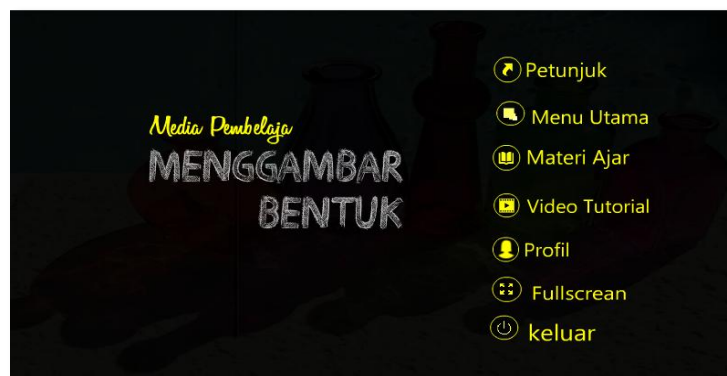 Media Pembelaja
MENGGAMBAR
BENTUK
Petunjuk
Menu Utama
Materi Ajar
Video Tutorial
Profil
Fullscrean
keluar